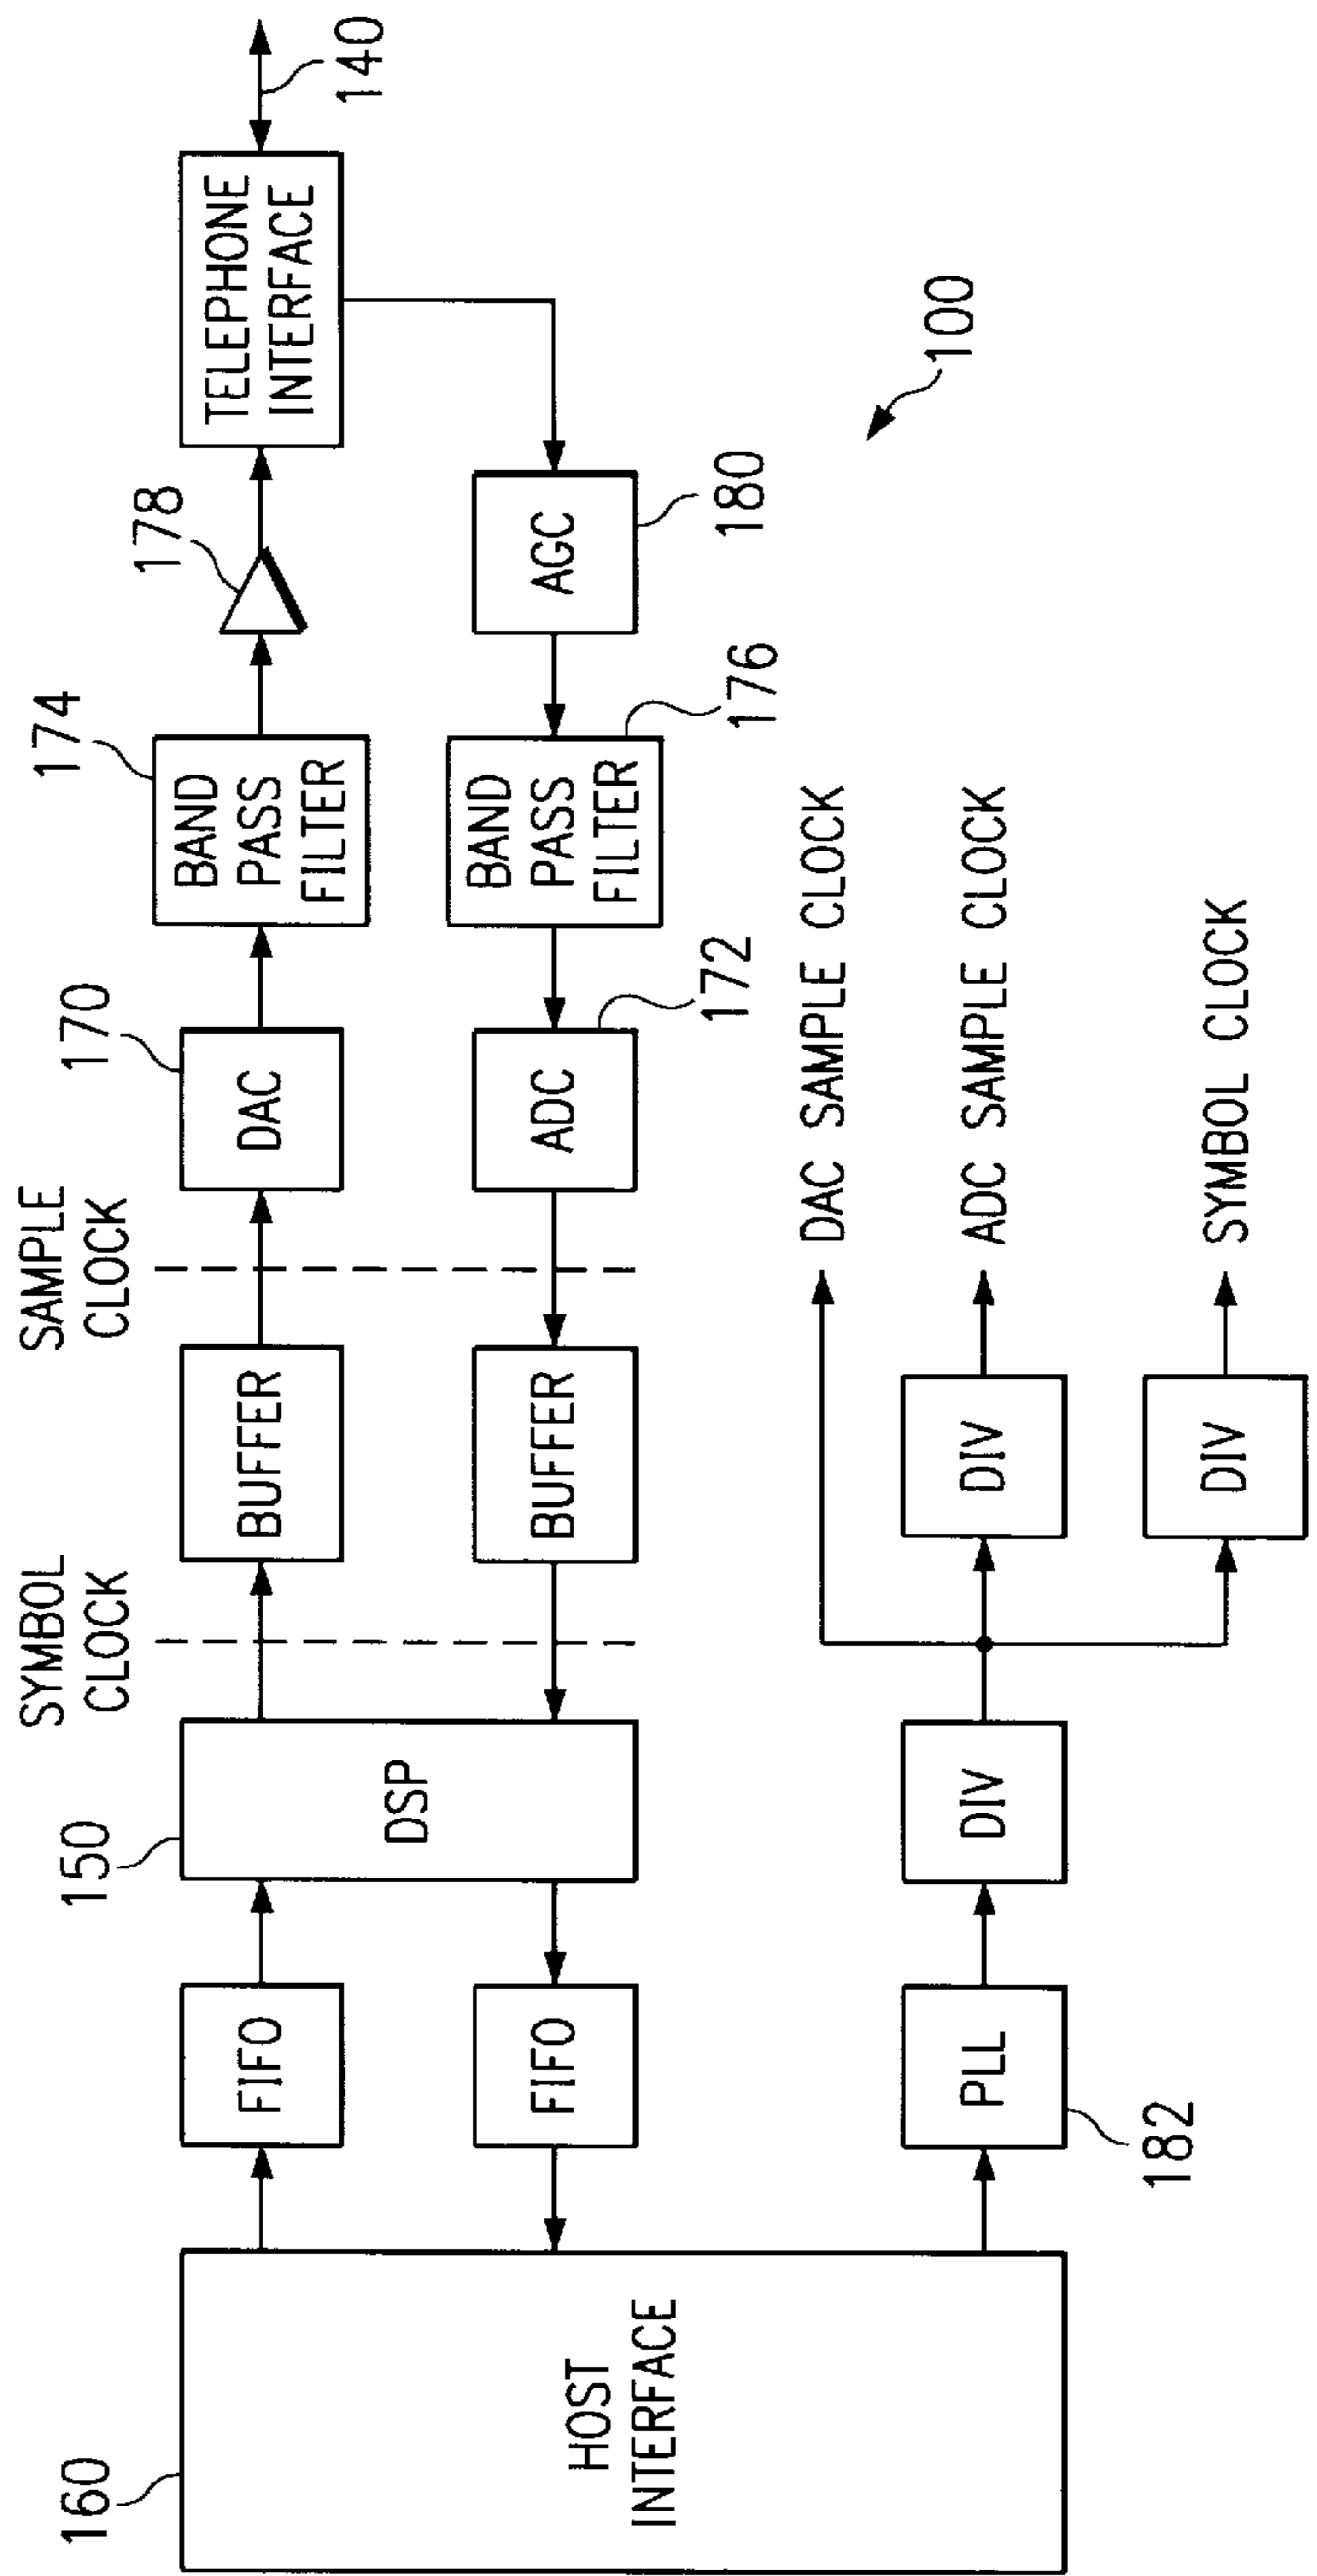 160
HOST
INTERFACE
FIFO
FIFO
150
DSP
SYMBOL
CLOCK
BUFFER
BUFFER
SAMPLE
CLOCK
170
DAC
ADC
172
174
BAND
PASS
FILTER
BAND
PASS
FILTER
176
178
AGC
180
TELEPHONE
INTERFACE
140
100
PLL
182
DIV
DIV
DIV
DAC SAMPLE CLOCK
ADC SAMPLE CLOCK
SYMBOL CLOCK